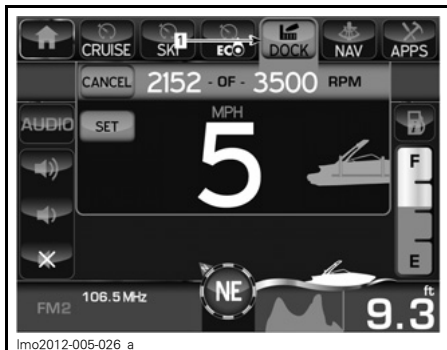 CRUISE SKI 1 ECO DOCK NAV APPS
CANCEL 2152 - OF - 3500 RPM
AUDIO SET MPH
5
F
E
NE
FM2 106.5 MHz
9.3 ft
lmo2012-005-026_a